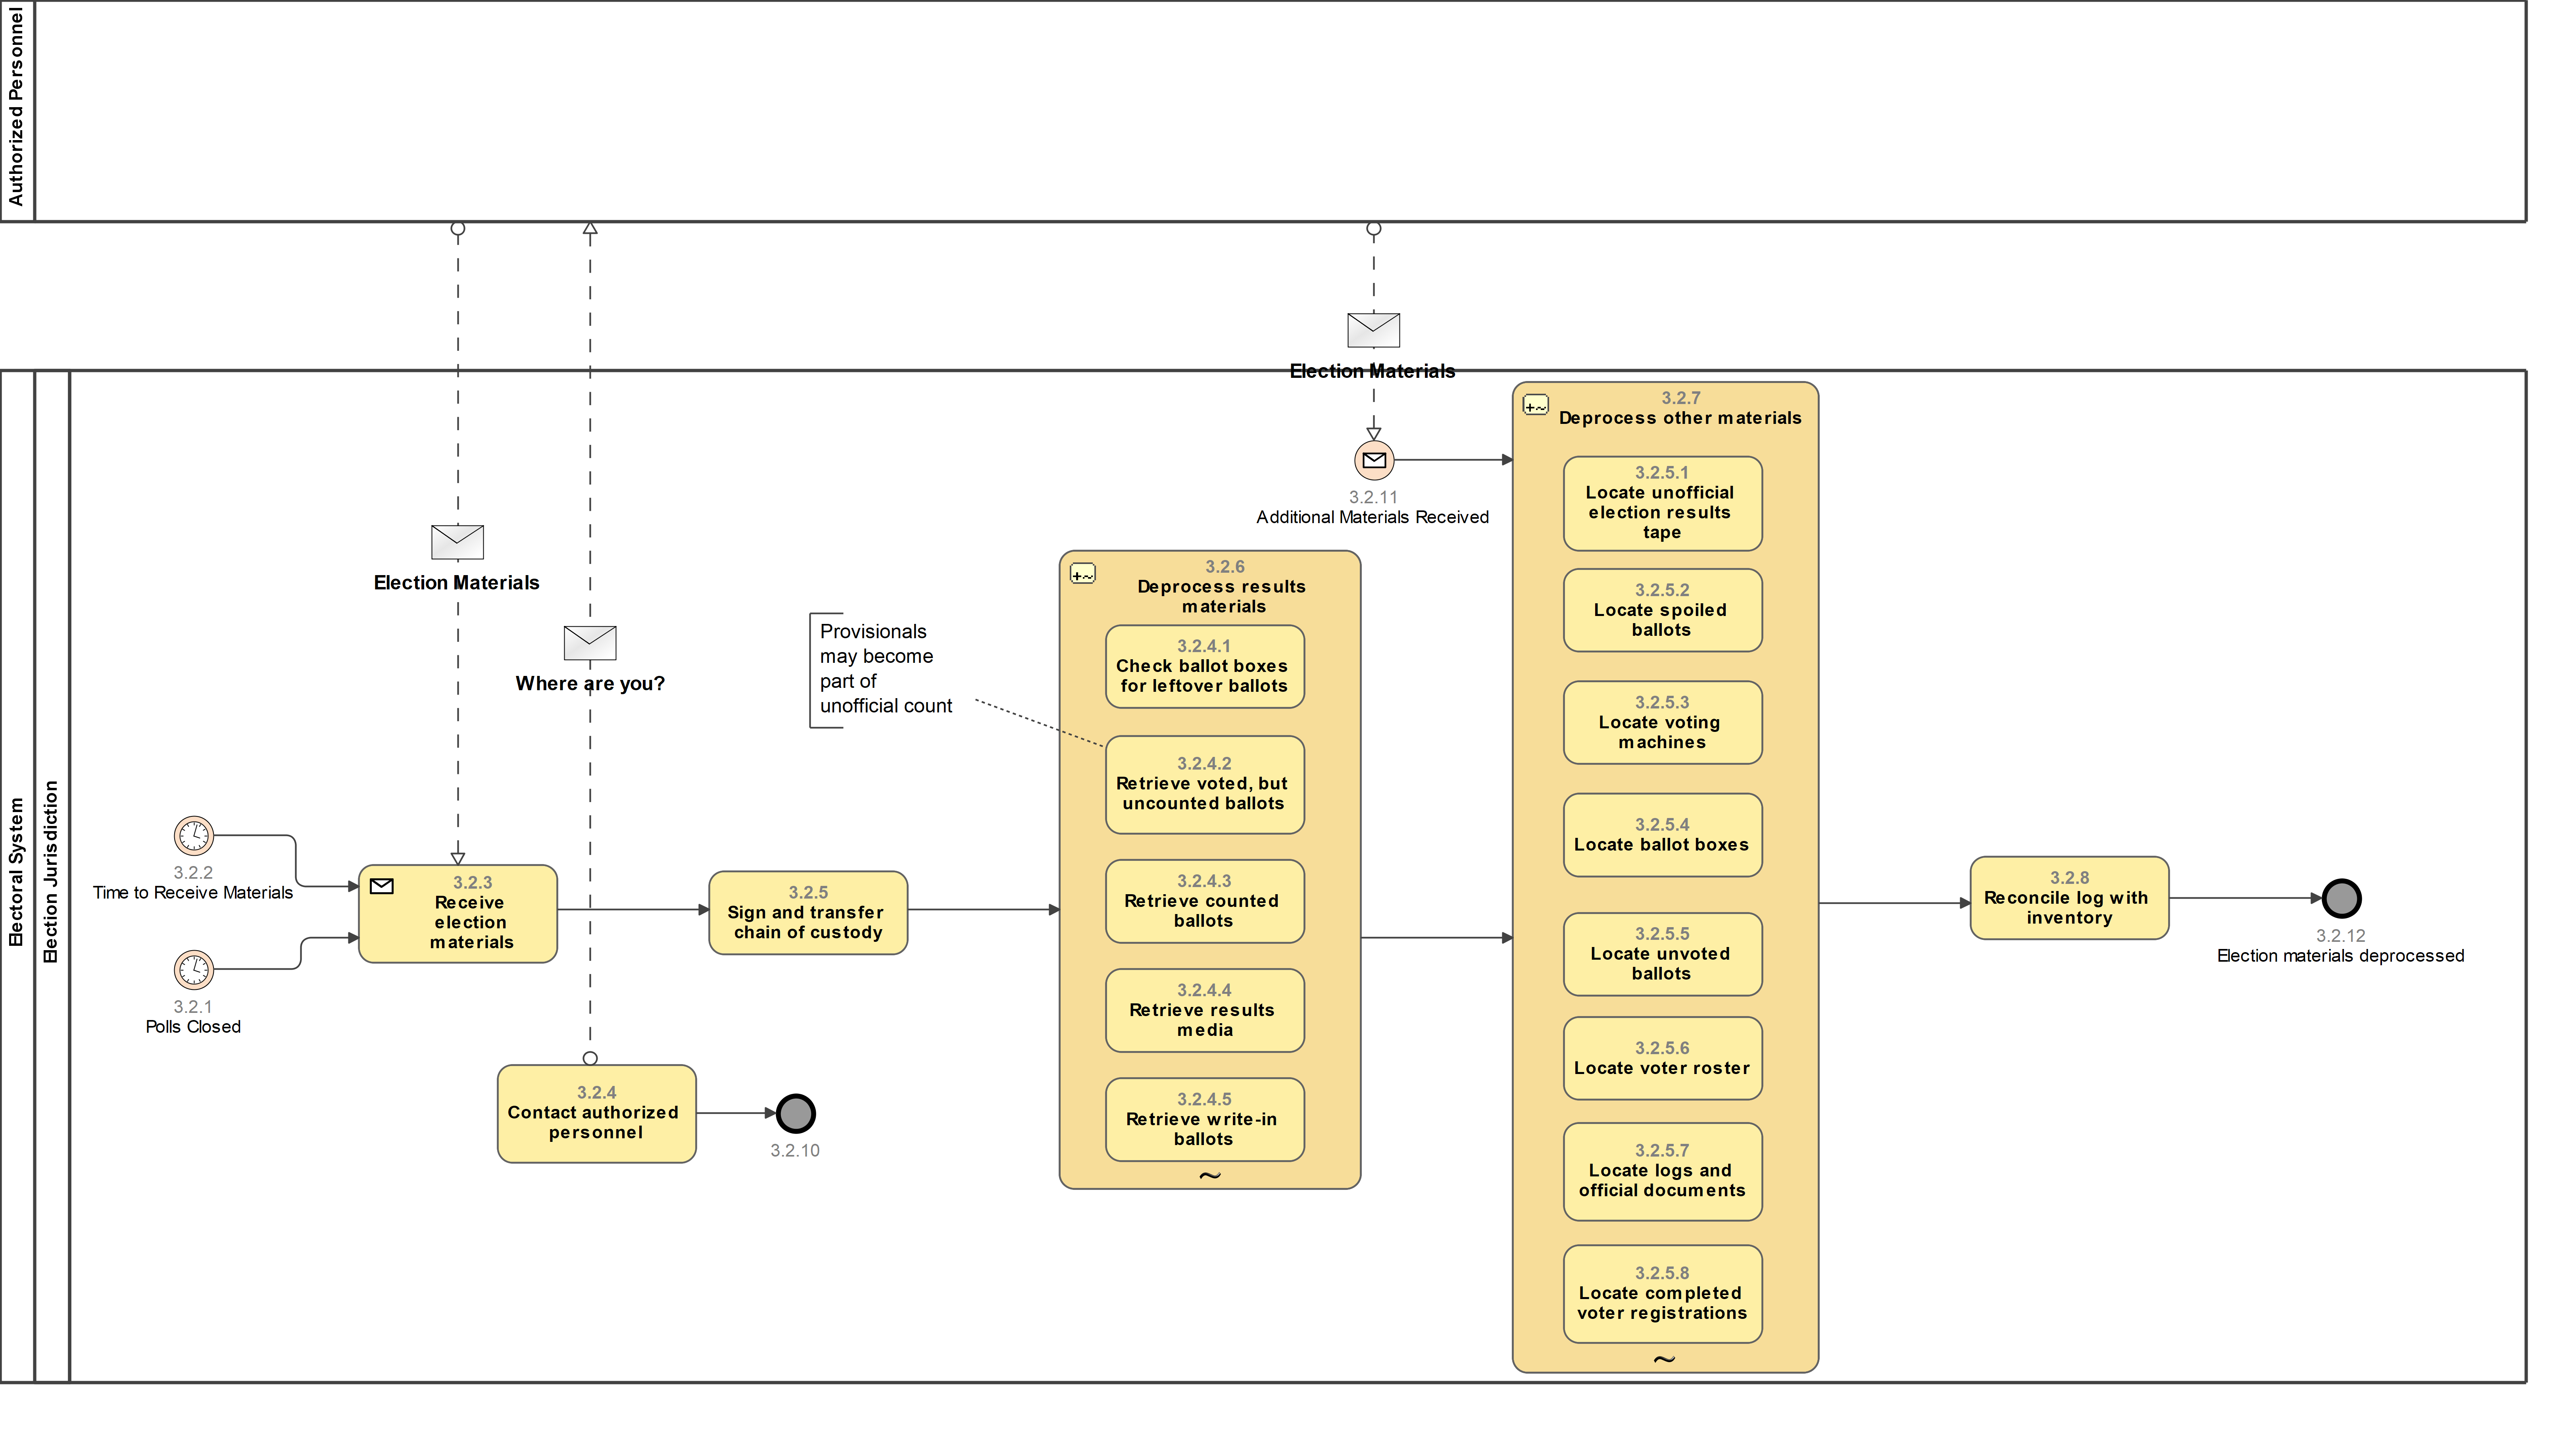 Authorized Personnel
Electoral System
Election Jurisdiction
Election Materials
Where are you?
Election Materials
3.2.2
Time to Receive Materials
3.2.1
Polls Closed
3.2.3
Receive
election
materials
3.2.4
Contact authorized
personnel
3.2.10
3.2.5
Sign and transfer
chain of custody
Provisionals
may become
part of
unofficial count
3.2.6
Deprocess results
materials
3.2.4.1
Check ballot boxes
for leftover ballots
3.2.4.2
Retrieve voted, but
uncounted ballots
3.2.4.3
Retrieve counted
ballots
3.2.4.4
Retrieve results
media
3.2.4.5
Retrieve write-in
ballots
~
3.2.11
Additional Materials Received
3.2.7
Deprocess other materials
3.2.5.1
Locate unofficial
election results
tape
3.2.5.2
Locate spoiled
ballots
3.2.5.3
Locate voting
machines
3.2.5.4
Locate ballot boxes
3.2.5.5
Locate unvoted
ballots
3.2.5.6
Locate voter roster
3.2.5.7
Locate logs and
official documents
3.2.5.8
Locate completed
voter registrations
~
3.2.8
Reconcile log with
inventory
3.2.12
Election materials deprocessed